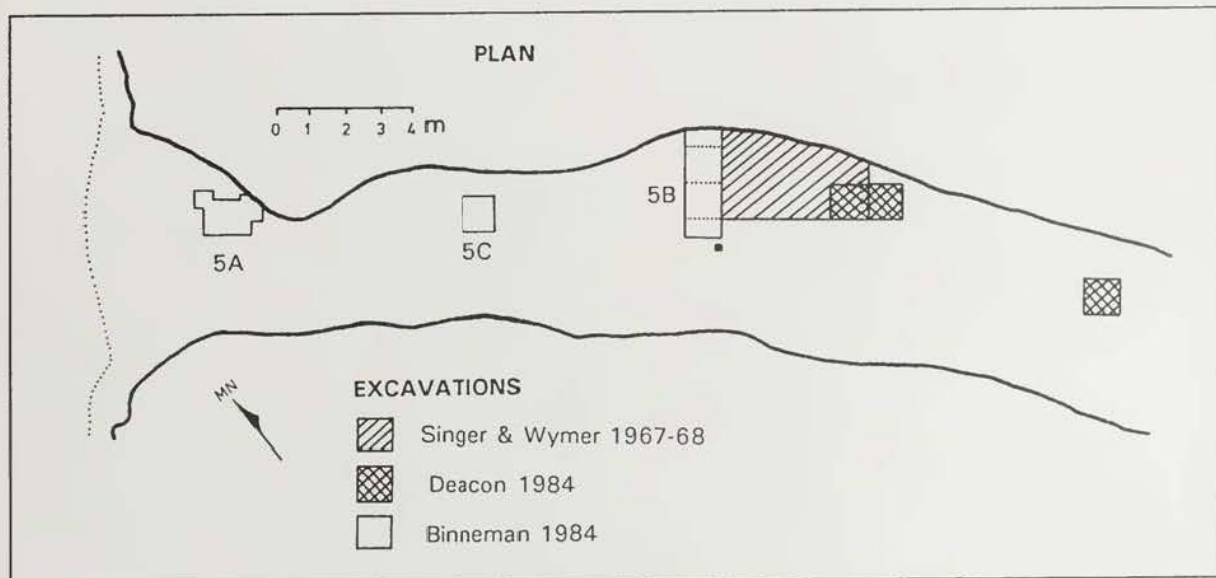 PLAN
0 1 2 3 4 m
5A
5C
5B
MN
EXCAVATIONS
Singer & Wymer 1967-68
Deacon 1984
Binneman 1984